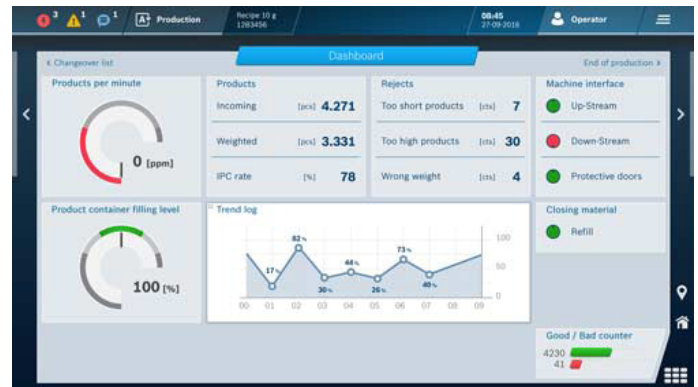 3 1 1 A Production Recipe 10 g 08:45 Operator
1283456 27-09-2018
Changeover list Dashboard End of production
Products per minute
0 [ppm]
Products
Incoming [pcs] 4.271
Weighted [pcs] 3.331
IPC rate [%] 78
Rejects
Too short products [cts] 7
Too high products [cts] 30
Wrong weight [cts] 4
Machine interface
Up-Stream
Down-Stream
Protective doors
Product container filling level
100 [%]
Trend log
82% 17% 30% 44% 26% 73% 40%
100
50
0
00 01 02 03 04 05 06 07 08 09
Closing material
Refill
Good / Bad counter
4230
41